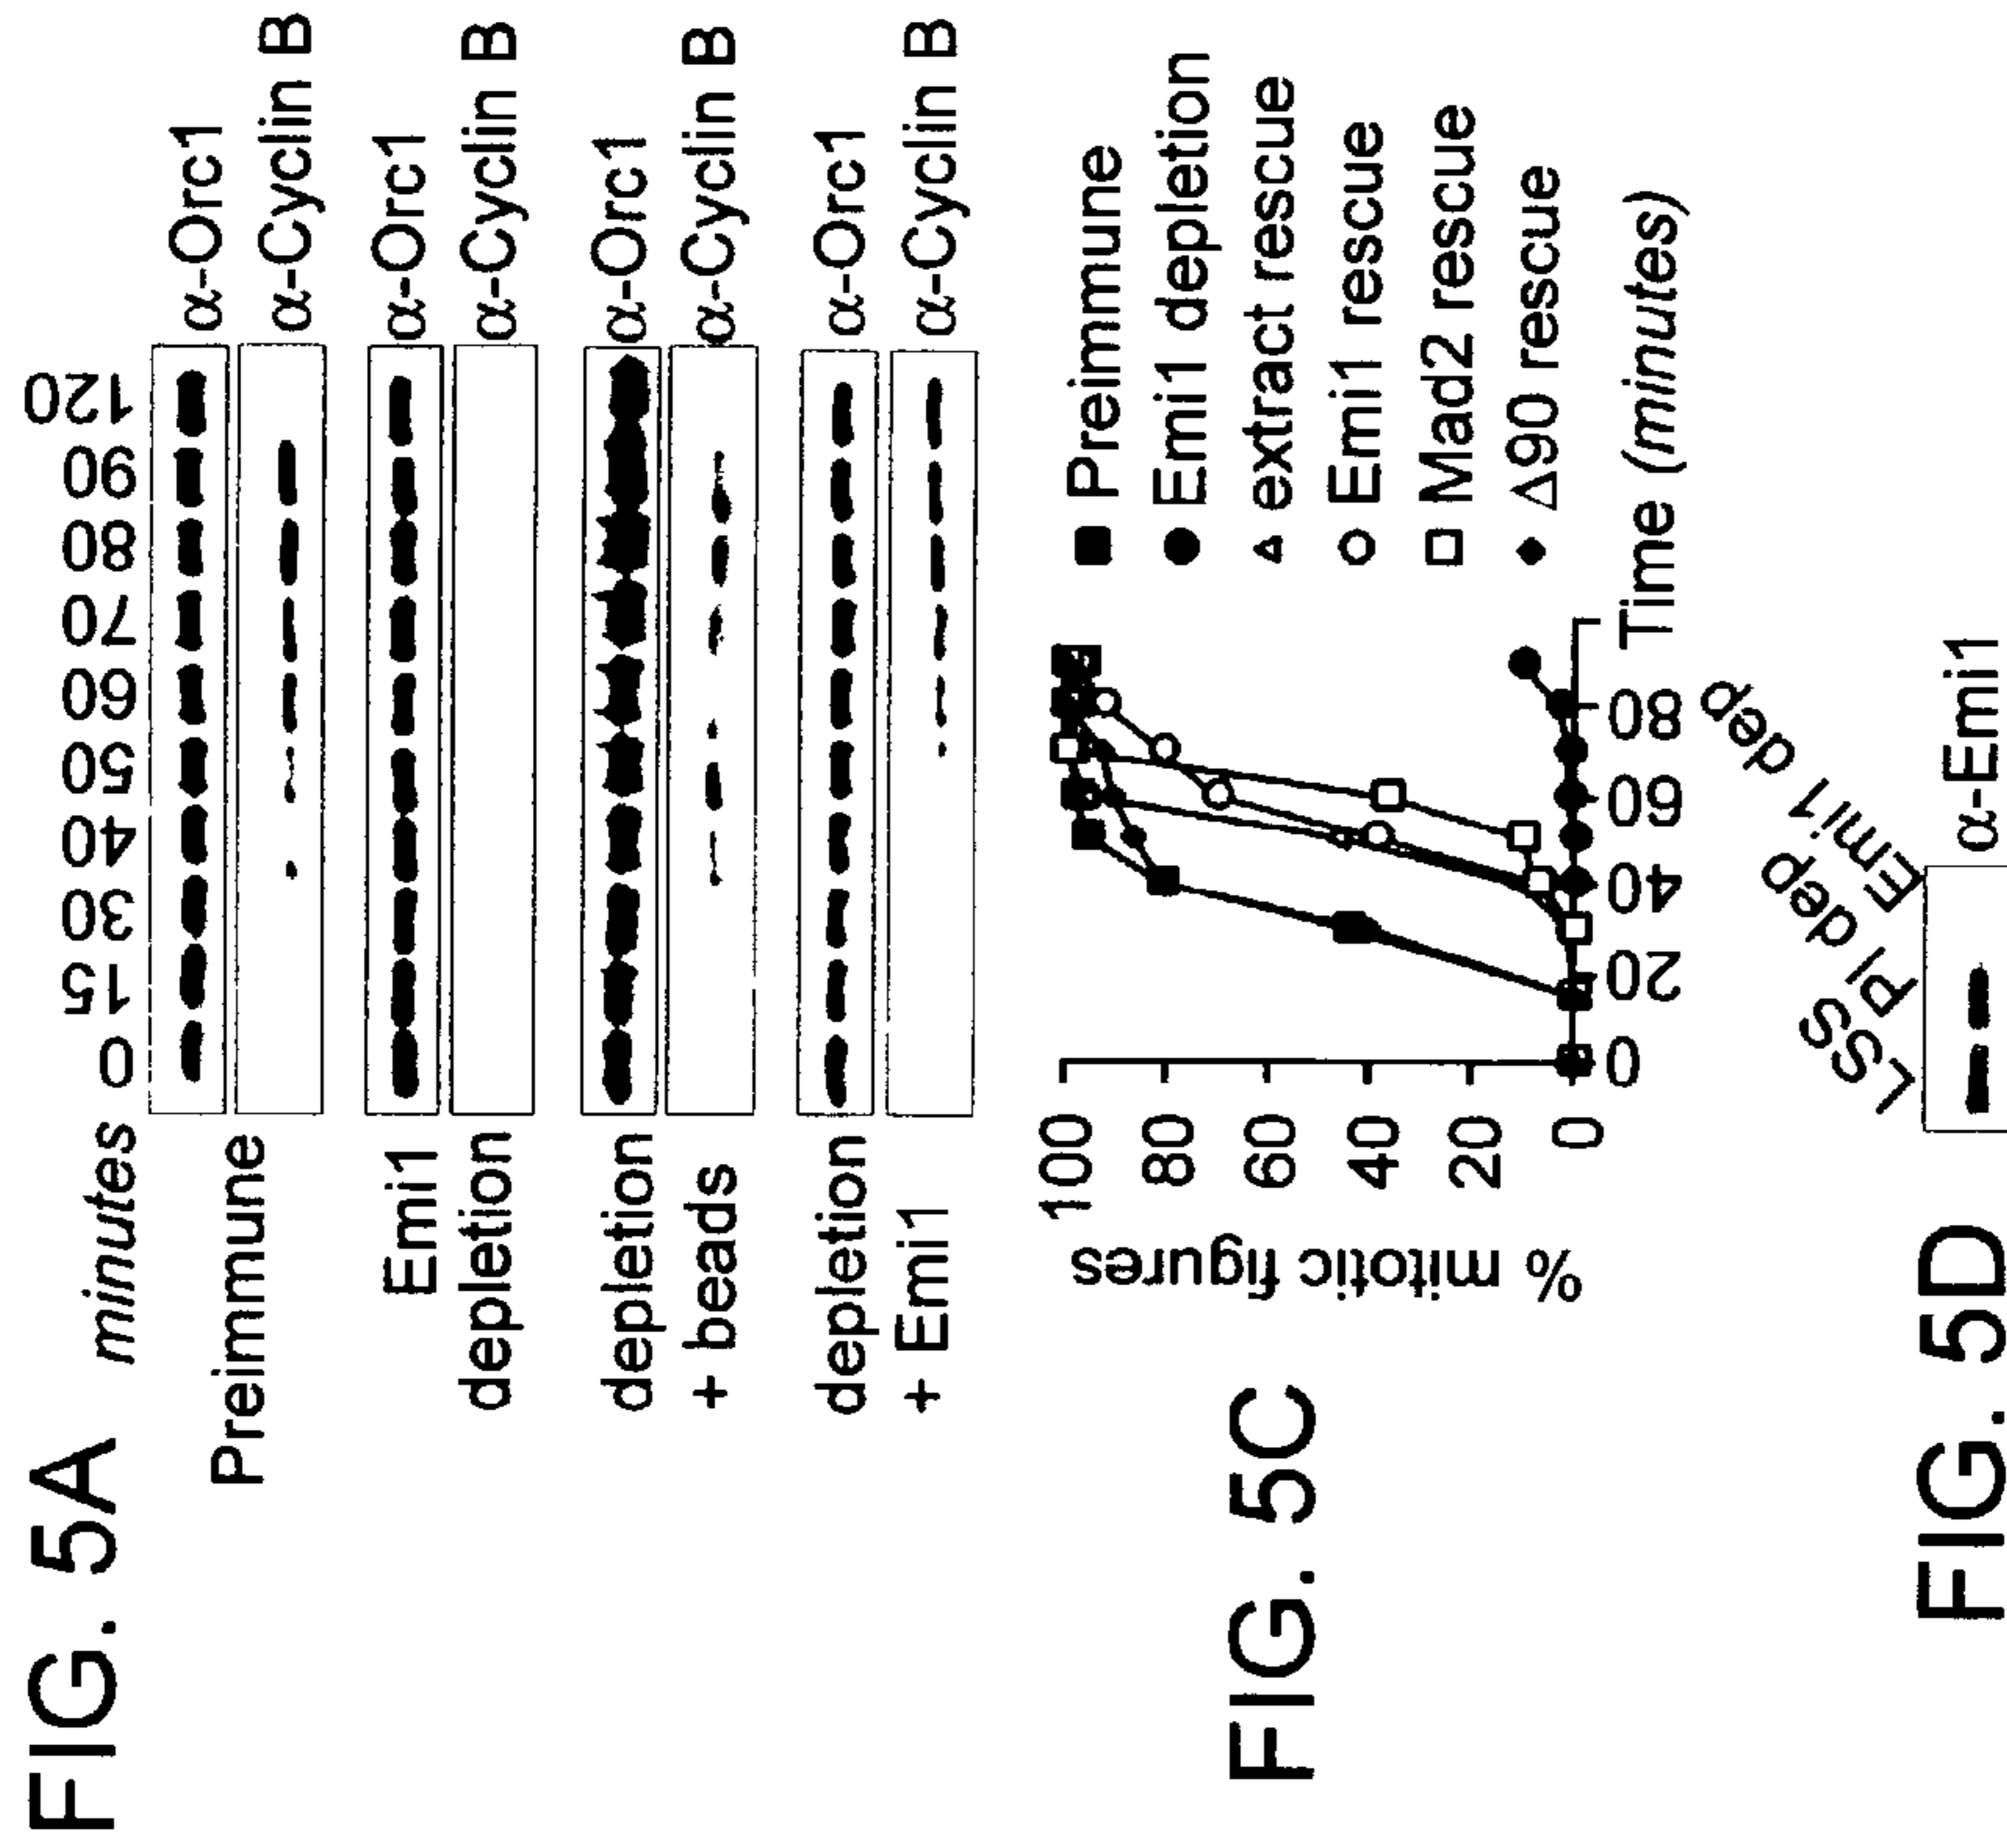 FIG. 5A
minutes 0 15 30 40 50 60 70 80 90 120
Preimmune
α-Orc1
α-Cyclin B
Emi1
depletion
α-Orc1
α-Cyclin B
depletion
+ beads
α-Orc1
α-Cyclin B
depletion
+ Emi1
α-Orc1
α-Cyclin B
FIG. 5C
% mitotic figures
100
80
60
40
20
0
0 20 40 60 80
Time (minutes)
Preimmune
Emi1 depletion
extract rescue
Emi1 rescue
Mad2 rescue
Δ90 rescue
FIG. 5D
LSS
PI dep
Emi1 dep
α-Emi1